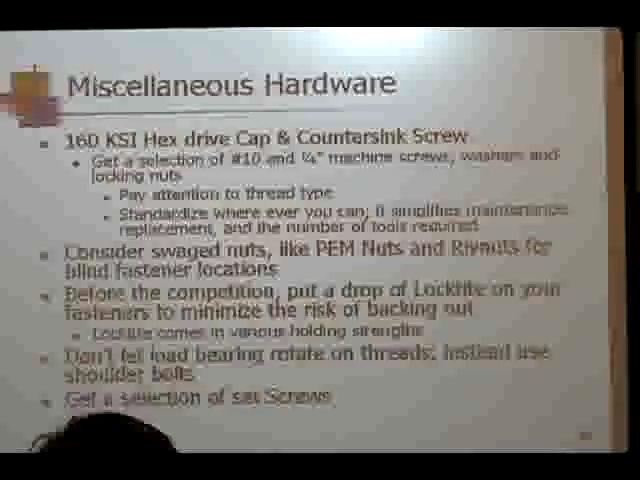 Miscellaneous Hardware
160 KSI Hex drive Cap & Countersink Screw
Get a selection of #10 and ¼" machine screws, washers and
locking nuts
Pay attention to thread type
Standardize where ever you can; it simplifies maintenance
replacement, and the number of tools required
Consider swaged nuts, like PEM Nuts and Rivnuts for
blind fastener locations
Before the competition, put a drop of Locktite on your
fasteners to minimize the risk of backing out
Locktite comes in various holding strengths
Don't let load bearing rotate on threads; instead use
shoulder bolts
Get a selection of set Screws